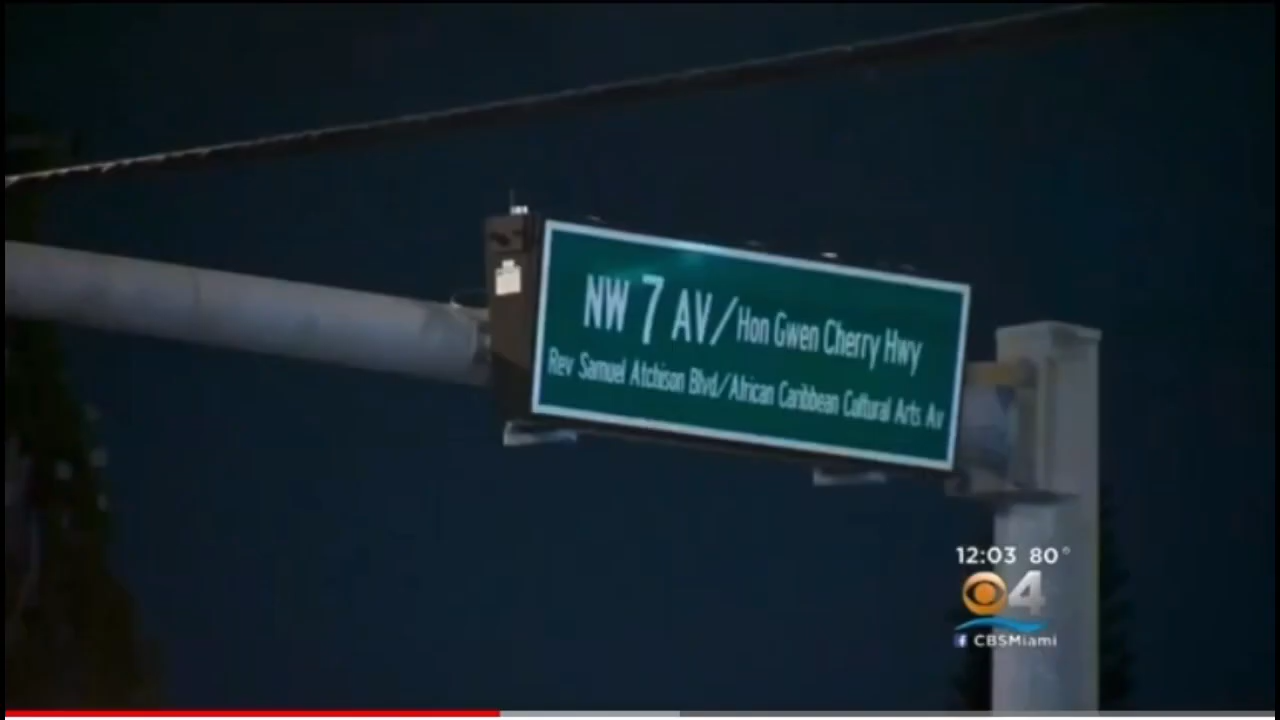 NW 7 AV/Hon Gwen Cherry Hwy
Rev Samuel Atchison Blvd/African Caribbean Cultural Arts Av
12:03 80°
4
CBSMiami